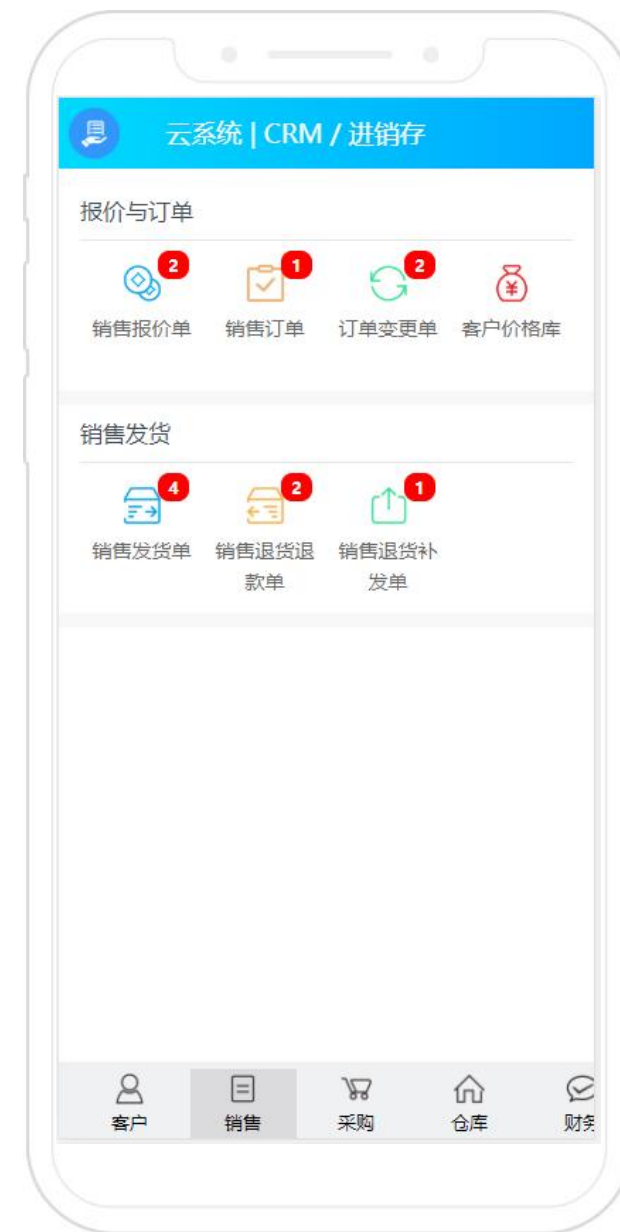 云系统 | CRM / 进销存
报价与订单
2
1
2
销售报价单
销售订单
订单变更单
客户价格库
销售发货
4
2
1
销售发货单
销售退货退
款单
销售退货补
发单
客户
销售
采购
仓库
财务